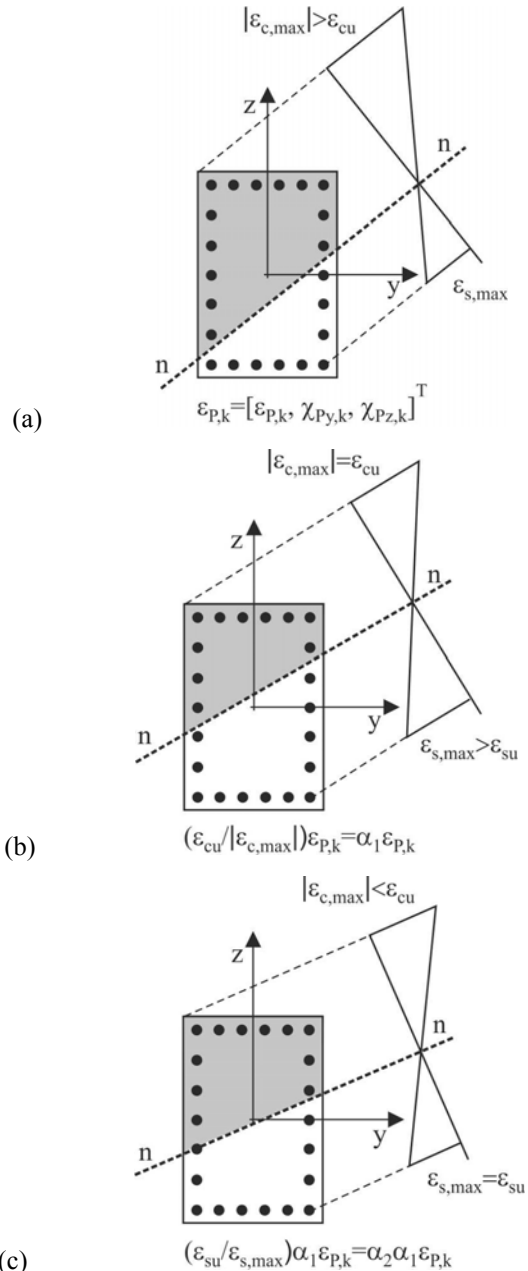 |εc,max|>εcu
z
n
y
εs,max
n
εP,k=[εP,k, χPy,k, χPz,k]T
(a)
|εc,max|=εcu
z
n
y
n
εs,max>εsu
(εcu/|εc,max|)εP,k=α1εP,k
(b)
|εc,max|<εcu
z
n
y
n
εs,max=εsu
(εsu/εs,max)α1εP,k=α2α1εP,k
(c)